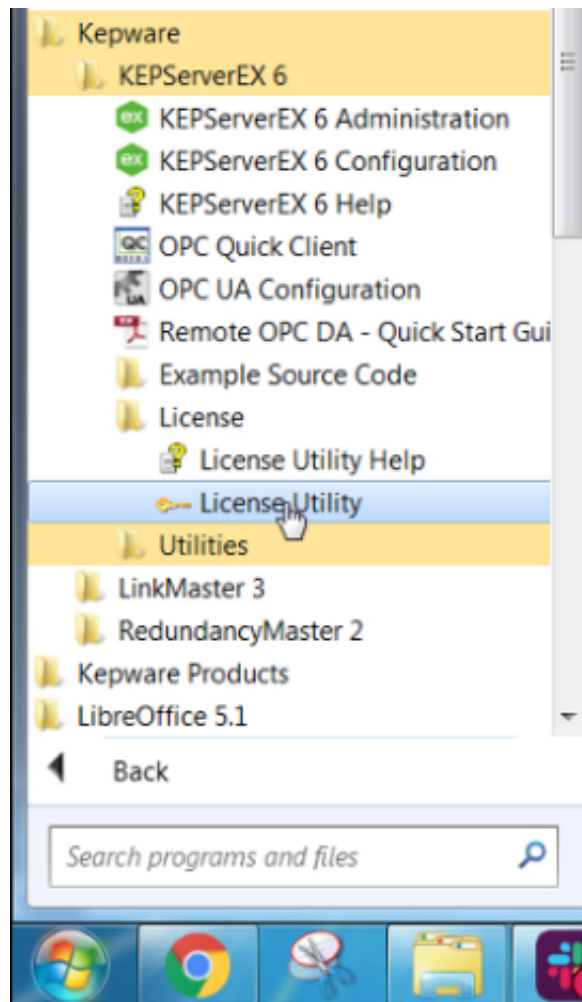 Kepware
KEPServerEX 6
KEPServerEX 6 Administration
KEPServerEX 6 Configuration
KEPServerEX 6 Help
OPC Quick Client
OPC UA Configuration
Remote OPC DA - Quick Start Gui
Example Source Code
License
License Utility Help
License Utility
Utilities
LinkMaster 3
RedundancyMaster 2
Kepware Products
LibreOffice 5.1
Back
Search programs and files